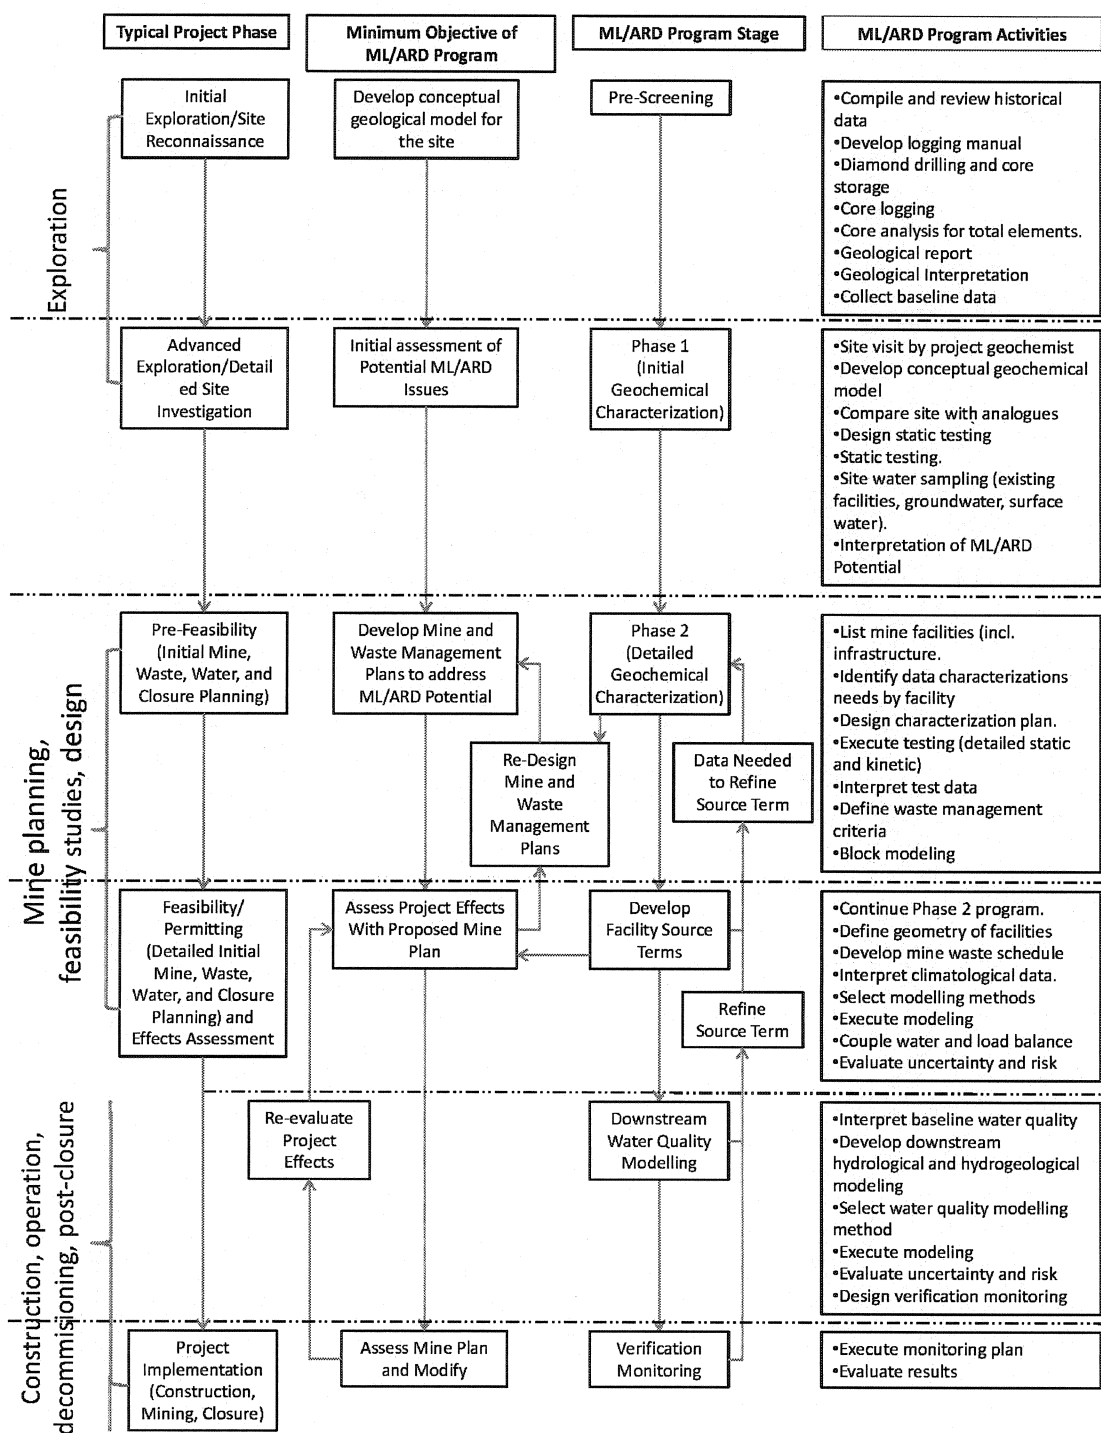 Typical Project Phase
Minimum Objective of
ML/ARD Program
ML/ARD Program Stage
ML/ARD Program Activities
Exploration
Initial
Exploration/Site
Reconnaissance
Develop conceptual
geological model for
the site
Pre-Screening
•Compile and review historical
data
•Develop logging manual
•Diamond drilling and core
storage
•Core logging
•Core analysis for total elements.
•Geological report
•Geological Interpretation
•Collect baseline data
Advanced
Exploration/Detail
ed Site
Investigation
Initial assessment of
Potential ML/ARD
Issues
Phase 1
(Initial
Geochemical
Characterization)
•Site visit by project geochemist
•Develop conceptual geochemical
model
•Compare site with analogues
•Design static testing
•Static testing.
•Site water sampling (existing
facilities, groundwater, surface
water).
•Interpretation of ML/ARD
Potential
Mine planning,
feasibility studies, design
Pre-Feasibility
(Initial Mine,
Waste, Water, and
Closure Planning)
Develop Mine and
Waste Management
Plans to address
ML/ARD Potential
Phase 2
(Detailed
Geochemical
Characterization)
Re-Design
Mine and
Waste
Management
Plans
Data Needed
to Refine
Source Term
•List mine facilities (incl.
infrastructure.
•Identify data characterizations
needs by facility
•Design characterization plan.
•Execute testing (detailed static
and kinetic)
•Interpret test data
•Define waste management
criteria
•Block modeling
Feasibility/
Permitting
(Detailed Initial
Mine, Waste,
Water, and Closure
Planning) and
Effects Assessment
Assess Project Effects
With Proposed Mine
Plan
Develop
Facility Source
Terms
Refine
Source Term
•Continue Phase 2 program.
•Define geometry of facilities
•Develop mine waste schedule
•Interpret climatological data.
•Select modelling methods
•Execute modeling
•Couple water and load balance
•Evaluate uncertainty and risk
Construction, operation,
decommisioning, post-closure
Re-evaluate
Project
Effects
Downstream
Water Quality
Modelling
•Interpret baseline water quality
•Develop downstream
hydrological and hydrogeological
modeling
•Select water quality modelling
method
•Execute modeling
•Evaluate uncertainty and risk
•Design verification monitoring
Project
Implementation
(Construction,
Mining, Closure)
Assess Mine Plan
and Modify
Verification
Monitoring
•Execute monitoring plan
•Evaluate results